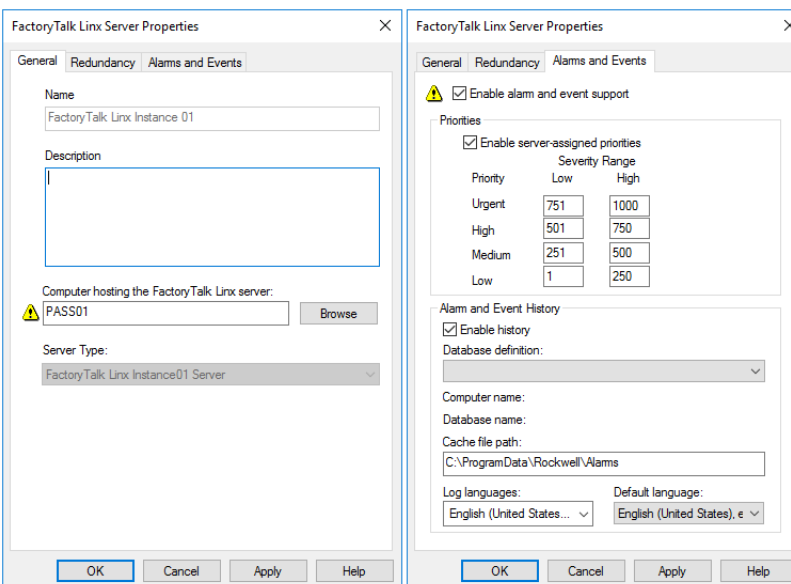 FactoryTalk Linx Server Properties
General Redundancy Alarms and Events
Name
FactoryTalk Linx Instance 01
Description
Computer hosting the FactoryTalk Linx server:
PASS01 Browse
Server Type:
FactoryTalk Linx Instance01 Server
OK Cancel Apply Help
FactoryTalk Linx Server Properties
General Redundancy Alarms and Events
Enable alarm and event support
Priorities
Enable server-assigned priorities
Severity Range
Priority Low High
Urgent 751 1000
High 501 750
Medium 251 500
Low 1 250
Alarm and Event History
Enable history
Database definition:
Computer name:
Database name:
Cache file path:
C:\ProgramData\Rockwell\Alarms
Log languages: Default language:
English (United States... English (United States), e
OK Cancel Apply Help